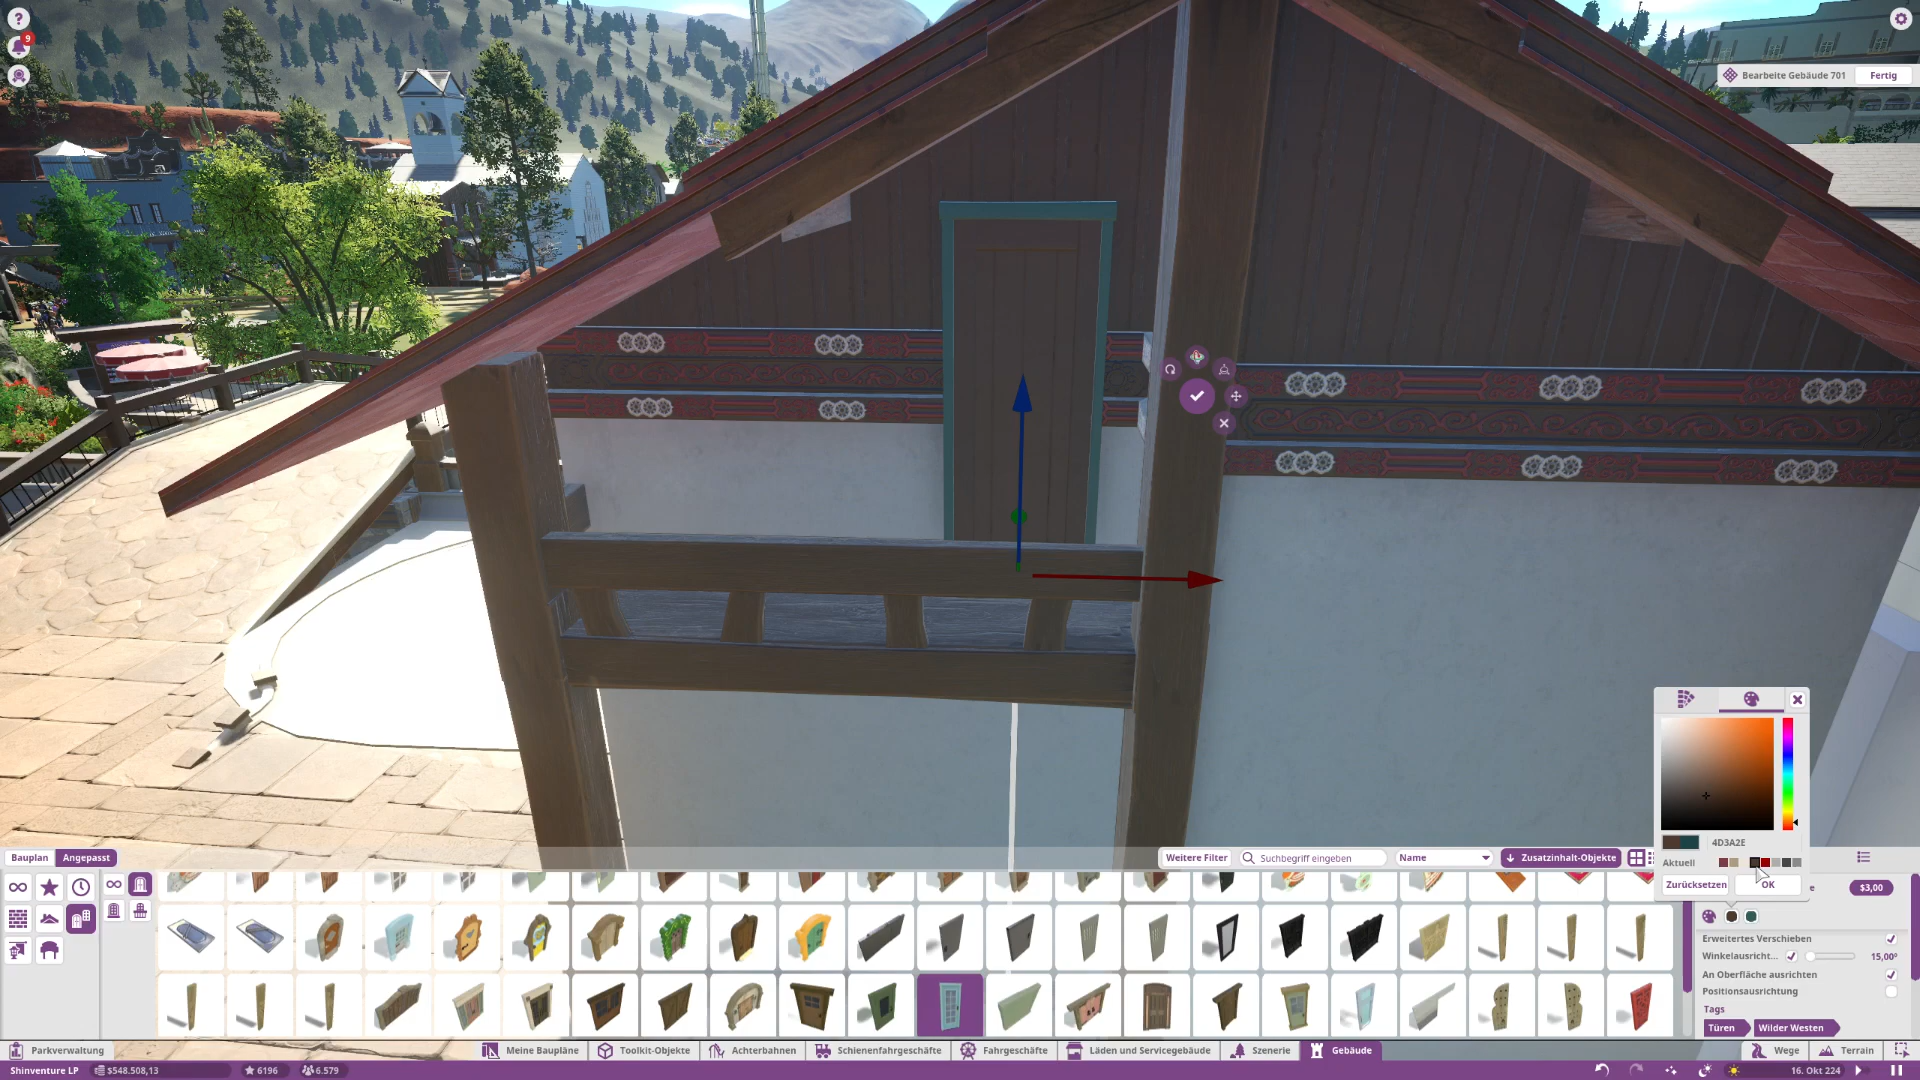 ?
9
Bearbeite Gebäude 701
Fertig
4D3A2E
Aktuell
Zurücksetzen
OK
Bauplan
Angepasst
Weitere Filter
Suchbegriff eingeben
Name
Zusatzinhalt-Objekte
e
$3,00
Erweitertes Verschieben
Winkelausricht...
15,00°
An Oberfläche ausrichten
Positionsausrichtung
Tags
Türen
Wilder Westen
Parkverwaltung
Meine Baupläne
Toolkit-Objekte
Achterbahnen
Schienenfahrgeschäfte
Fahrgeschäfte
Läden und Servicegebäude
Szenerie
Gebäude
Wege
Terrain
Shinventure LP
$548.508,13
6196
6.579
16. Okt 224